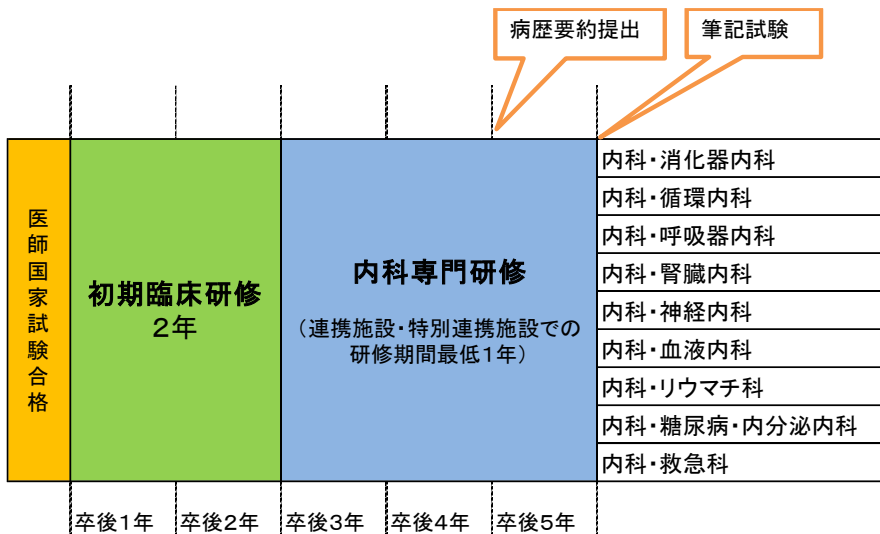 病歴要約提出
筆記試験
医師国家試験合格
初期臨床研修
２年
内科専門研修
（連携施設・特別連携施設での
研修期間最低１年）
内科・消化器内科
内科・循環内科
内科・呼吸器内科
内科・腎臓内科
内科・神経内科
内科・血液内科
内科・リウマチ科
内科・糖尿病・内分泌内科
内科・救急科
卒後１年
卒後２年
卒後３年
卒後４年
卒後５年